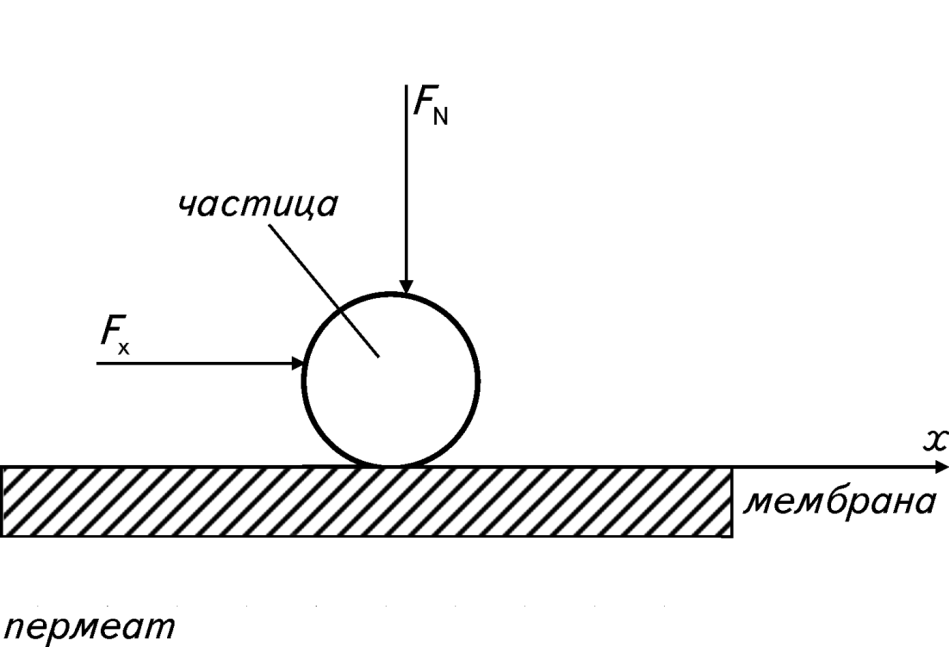 F_N
частица
F_x
x
мембрана
пермеат